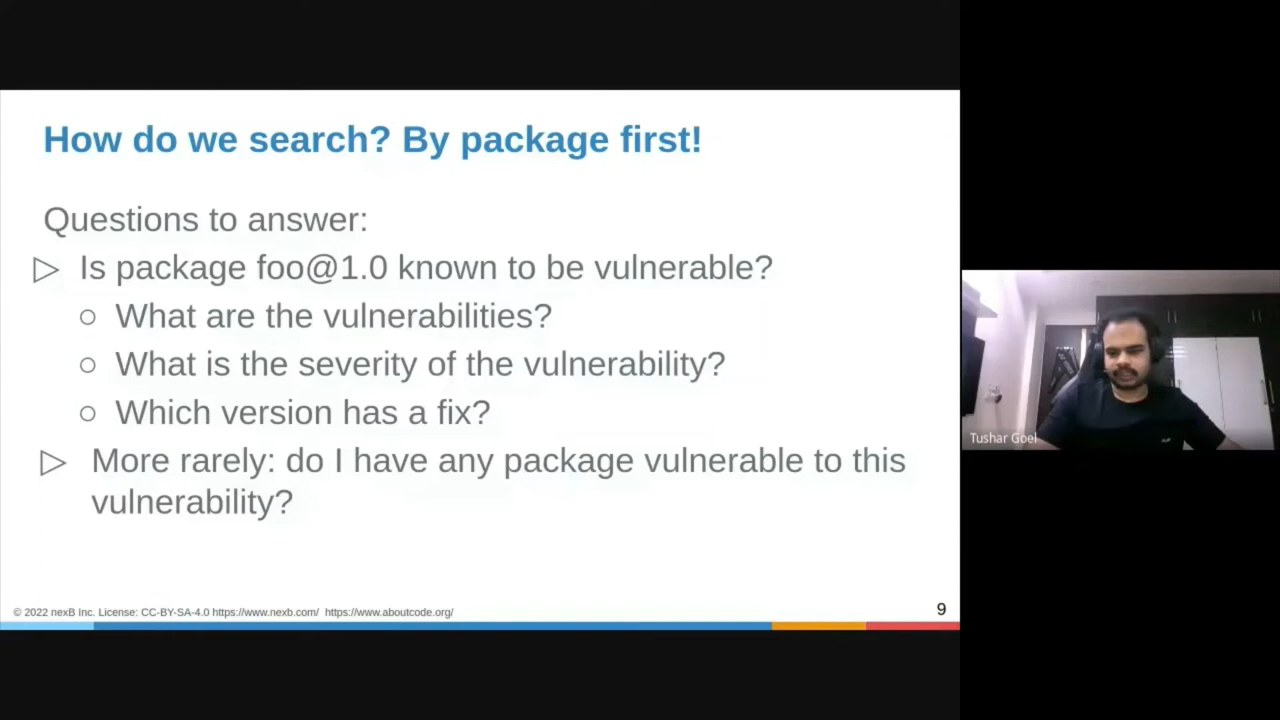 How do we search? By package first!
Questions to answer:
▷ Is package foo@1.0 known to be vulnerable?
○ What are the vulnerabilities?
○ What is the severity of the vulnerability?
○ Which version has a fix?
▷ More rarely: do I have any package vulnerable to this
vulnerability?
© 2022 nexB Inc. License: CC-BY-SA-4.0 https://www.nexb.com/ https://www.aboutcode.org/
9
Tushar Goel